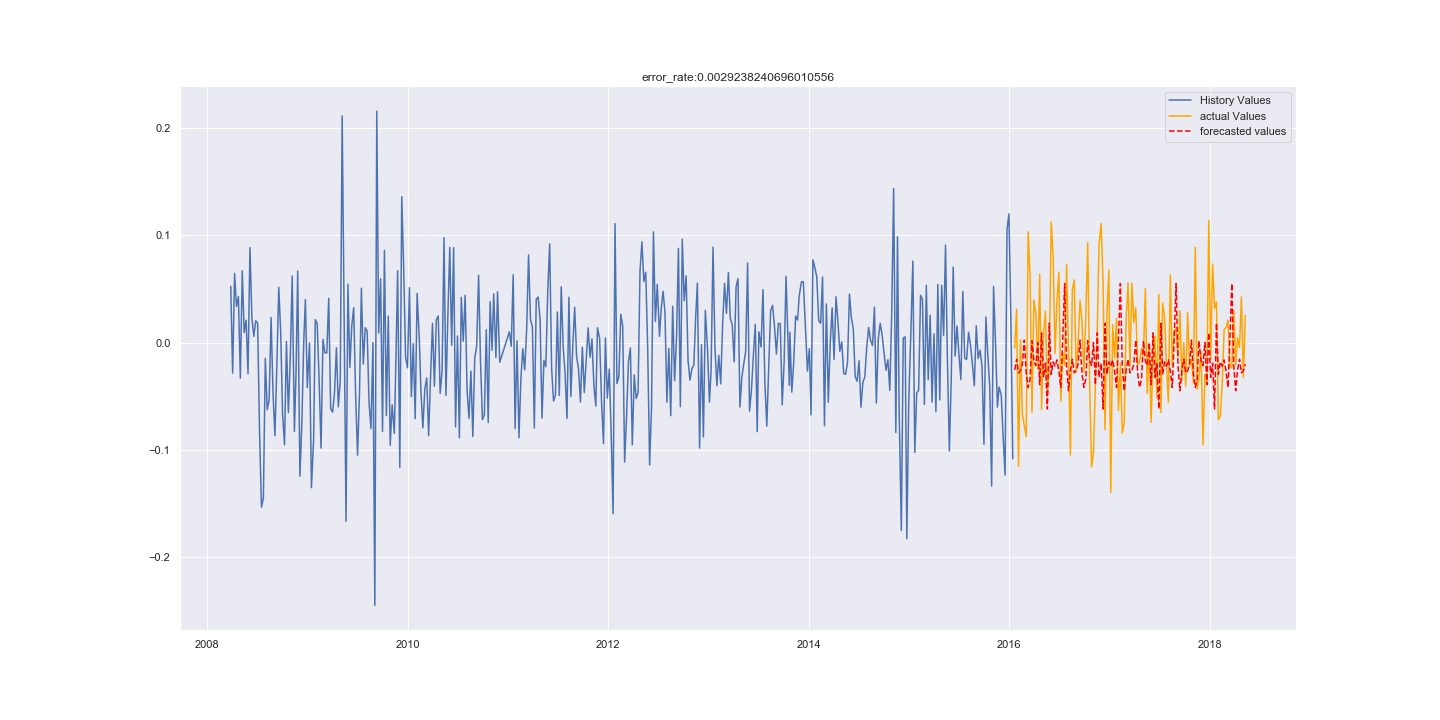 error_rate:0.0029238240696010556
History Values
actual Values
forecasted values
0.2
0.1
0.0
−0.1
−0.2
2008 2010 2012 2014 2016 2018